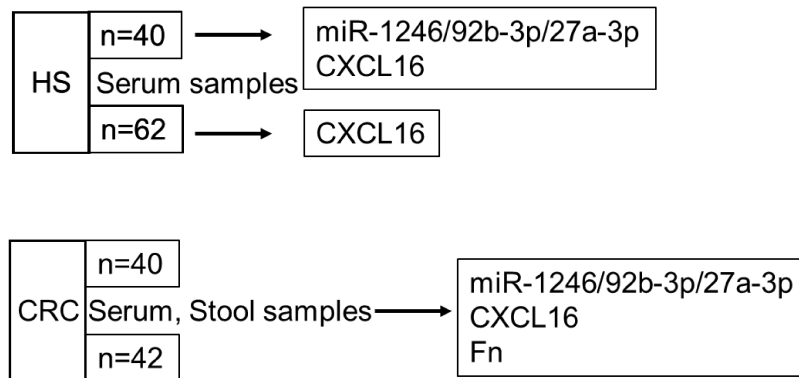 n=40
miR-1246/92b-3p/27a-3p
CXCL16
HS
Serum samples
n=62
CXCL16
n=40
CRC
Serum, Stool samples
n=42
miR-1246/92b-3p/27a-3p
CXCL16
Fn